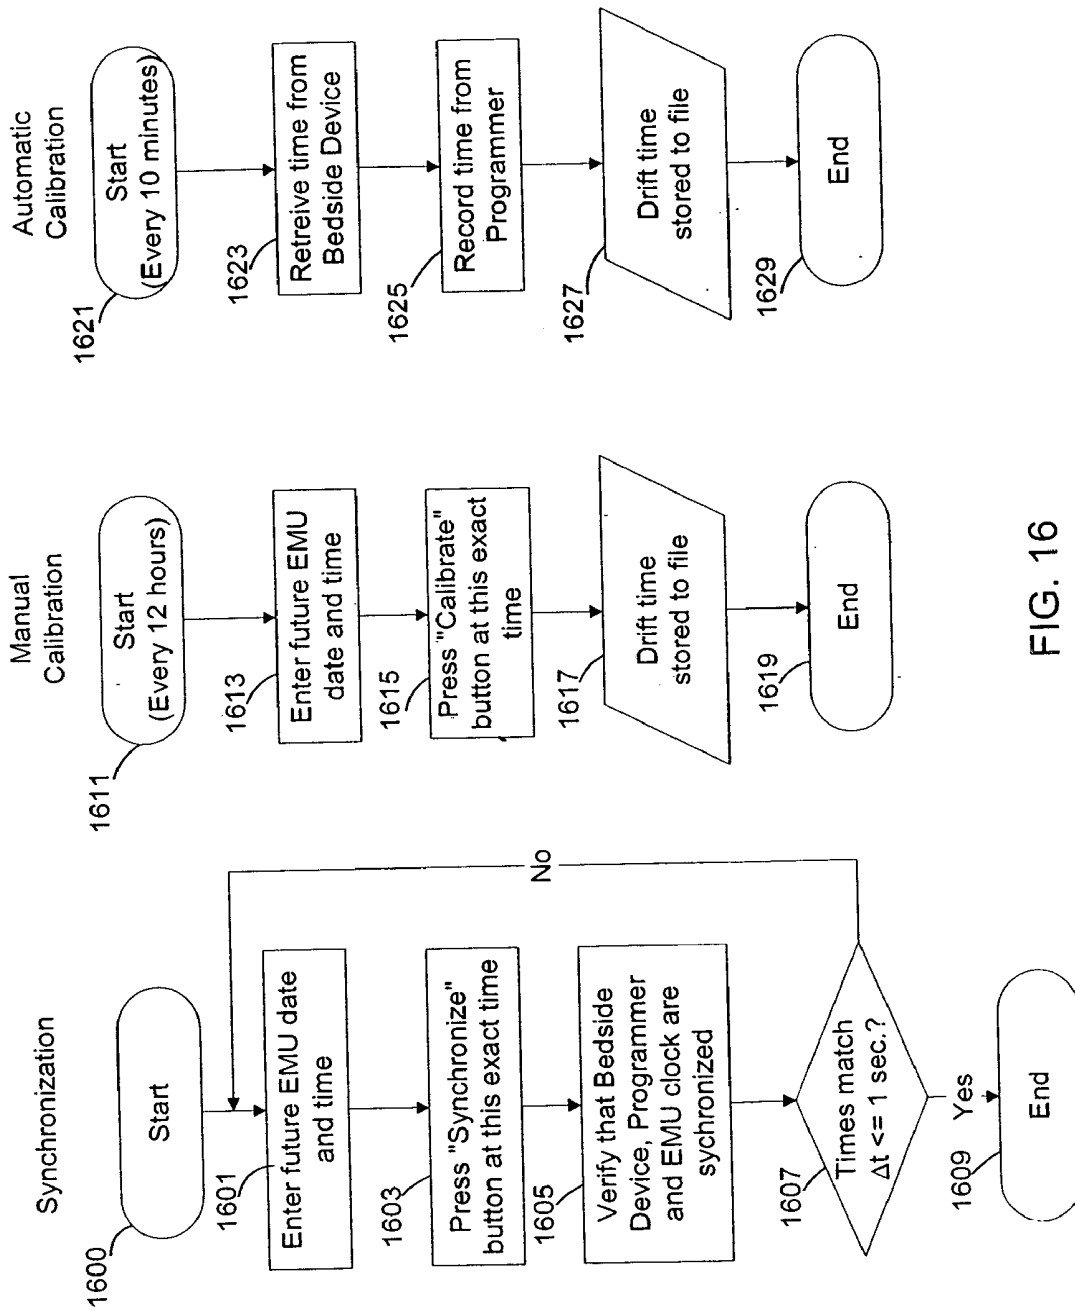 Synchronization
1600
Start
1601
Enter future EMU date
and time
1603
Press "Synchronize"
button at this exact time
1605
Verify that Bedside
Device, Programmer
and EMU clock are
sychronized
1607
Times match
Δt <= 1 sec.?
No
Yes
1609
End
Manual
Calibration
1611
Start
(Every 12 hours)
1613
Enter future EMU
date and time
1615
Press "Calibrate"
button at this exact
time
1617
Drift time
stored to file
1619
End
Automatic
Calibration
1621
Start
(Every 10 minutes)
1623
Retreive time from
Bedside Device
1625
Record time from
Programmer
1627
Drift time
stored to file
1629
End
FIG. 16